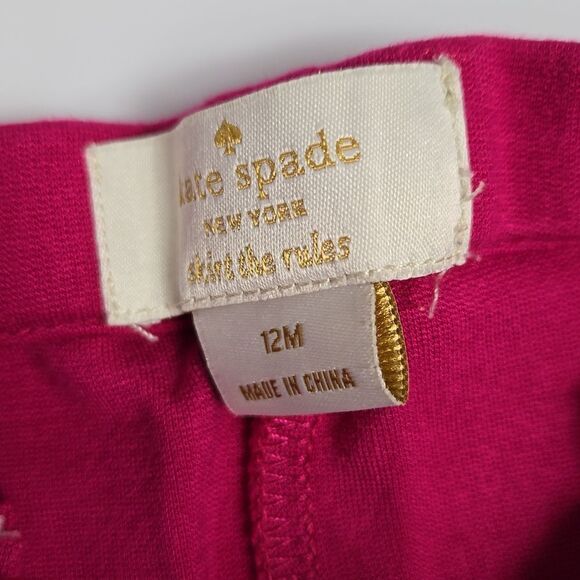 kate spade
NEW YORK
skirt the rules
12M
MADE IN CHINA